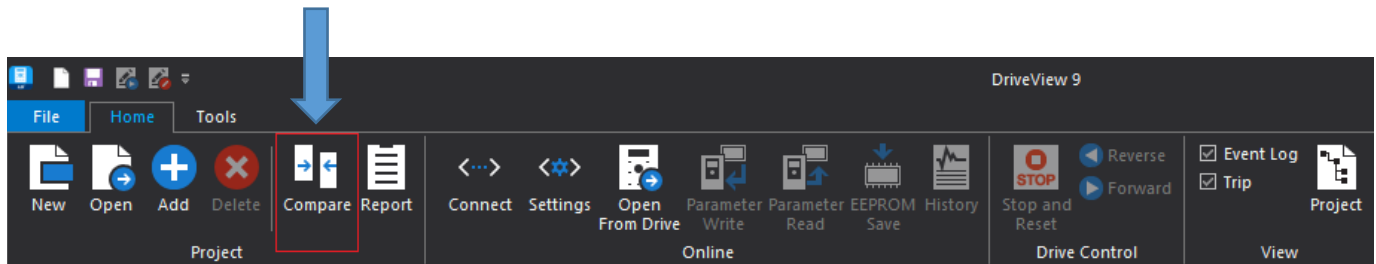 DriveView 9
File Home Tools
New Open Add Delete Compare Report Connect Settings Open From Drive Parameter Write Parameter Read EEPROM Save History STOP Stop and Reset Reverse Forward Event Log Trip Project
Project Online Drive Control View